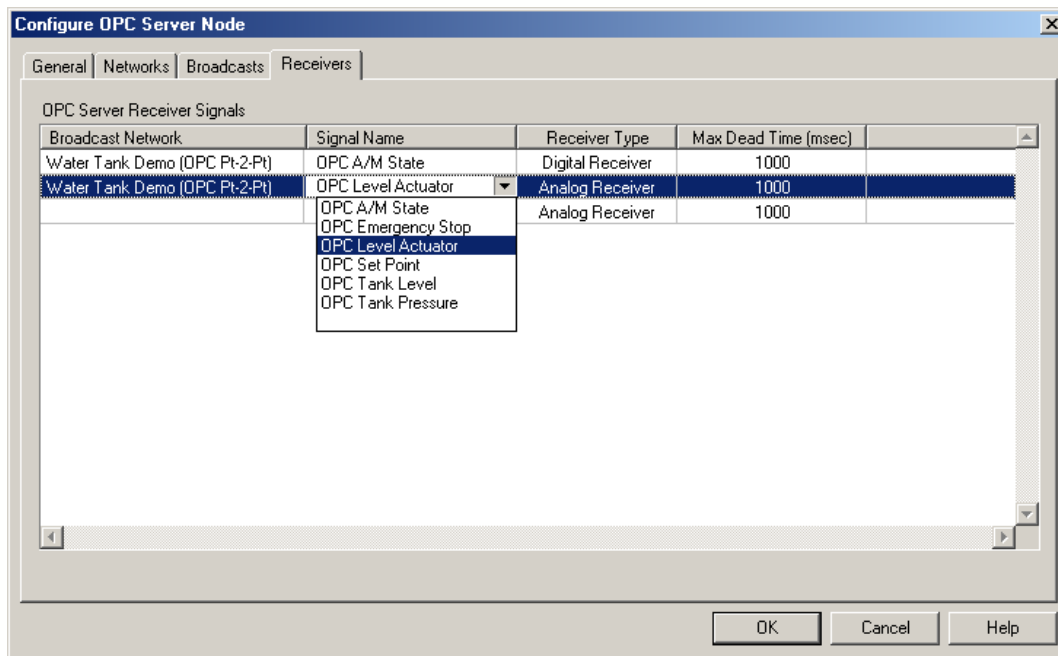 Configure OPC Server Node
General Networks Broadcasts Receivers
OPC Server Receiver Signals
Broadcast Network Signal Name Receiver Type Max Dead Time (msec)
Water Tank Demo (OPC Pt-2-Pt) OPC A/M State Digital Receiver 1000
Water Tank Demo (OPC Pt-2-Pt) OPC Level Actuator Analog Receiver 1000
OPC A/M State Analog Receiver 1000
OPC Emergency Stop
OPC Level Actuator
OPC Set Point
OPC Tank Level
OPC Tank Pressure
OK Cancel Help